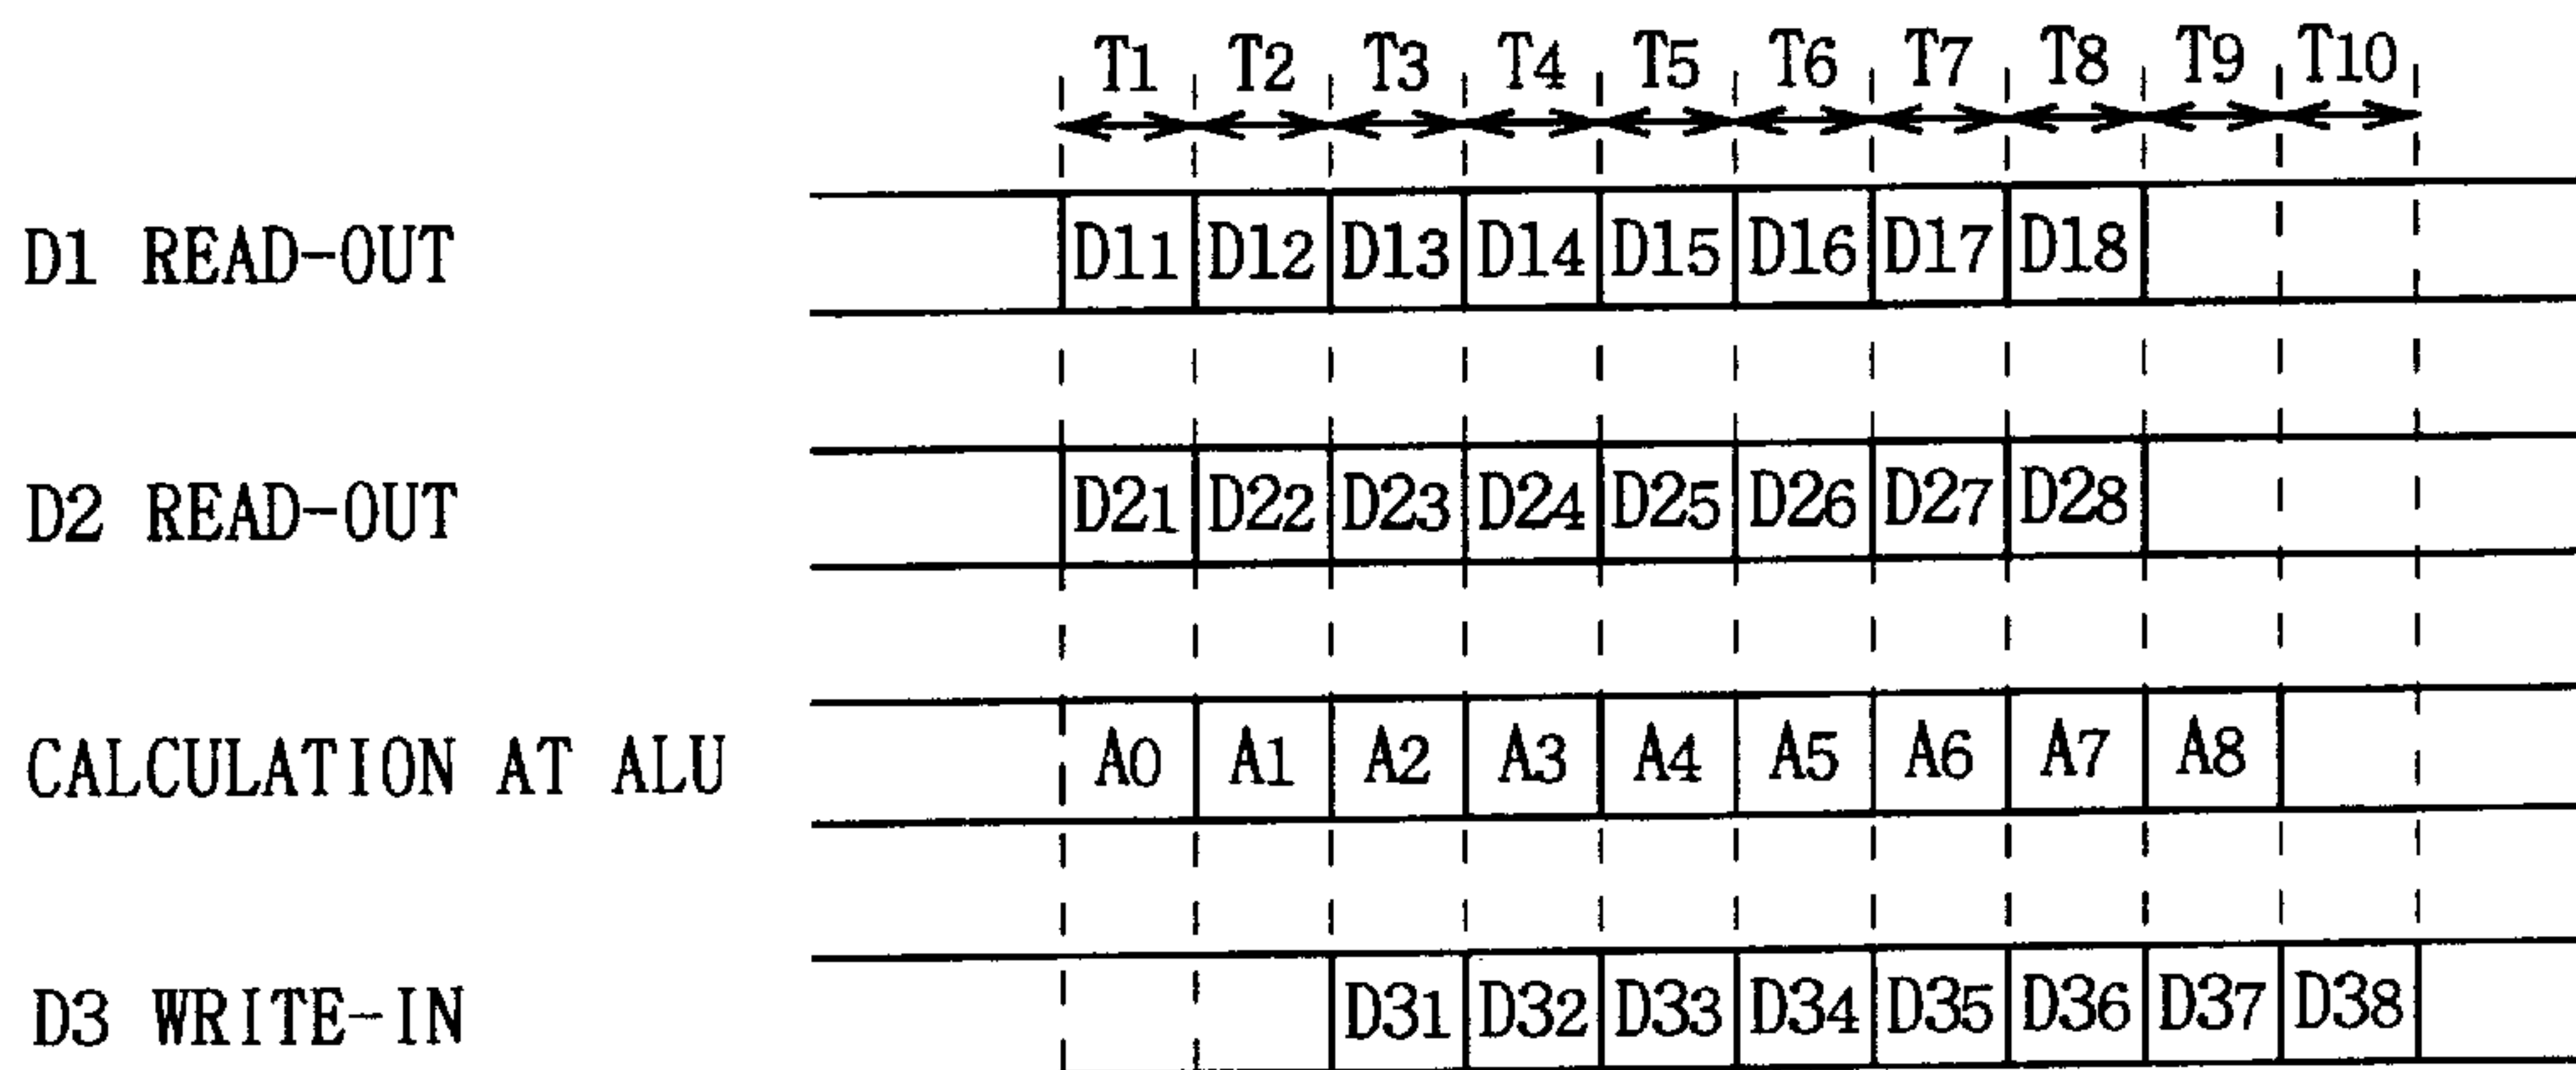 T1 T2 T3 T4 T5 T6 T7 T8 T9 T10
D1 READ-OUT D11 D12 D13 D14 D15 D16 D17 D18
D2 READ-OUT D21 D22 D23 D24 D25 D26 D27 D28
CALCULATION AT ALU A0 A1 A2 A3 A4 A5 A6 A7 A8
D3 WRITE-IN D31 D32 D33 D34 D35 D36 D37 D38